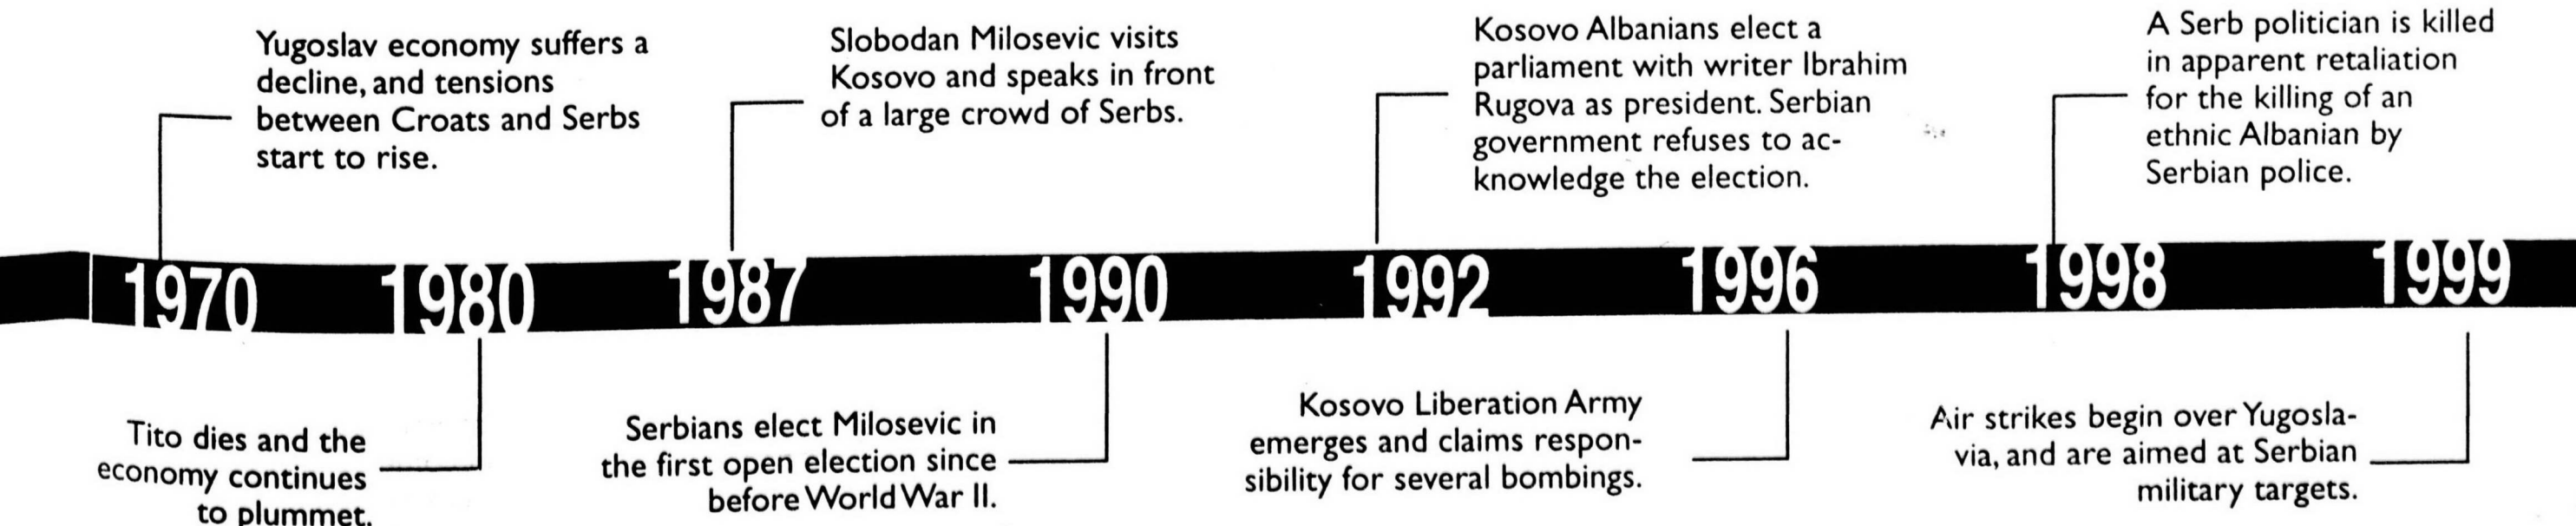 Yugoslav economy suffers a
decline, and tensions
between Croats and Serbs
start to rise.
Slobodan Milosevic visits
Kosovo and speaks in front
of a large crowd of Serbs.
Kosovo Albanians elect a
parliament with writer Ibrahim
Rugova as president. Serbian
government refuses to ac-
knowledge the election.
A Serb politician is killed
in apparent retaliation
for the killing of an
ethnic Albanian by
Serbian police.
1970 1980 1987 1990 1992 1996 1998 1999
Tito dies and the
economy continues
to plummet.
Serbians elect Milosevic in
the first open election since
before World War II.
Kosovo Liberation Army
emerges and claims respon-
sibility for several bombings.
Air strikes begin over Yugosla-
via, and are aimed at Serbian
military targets.